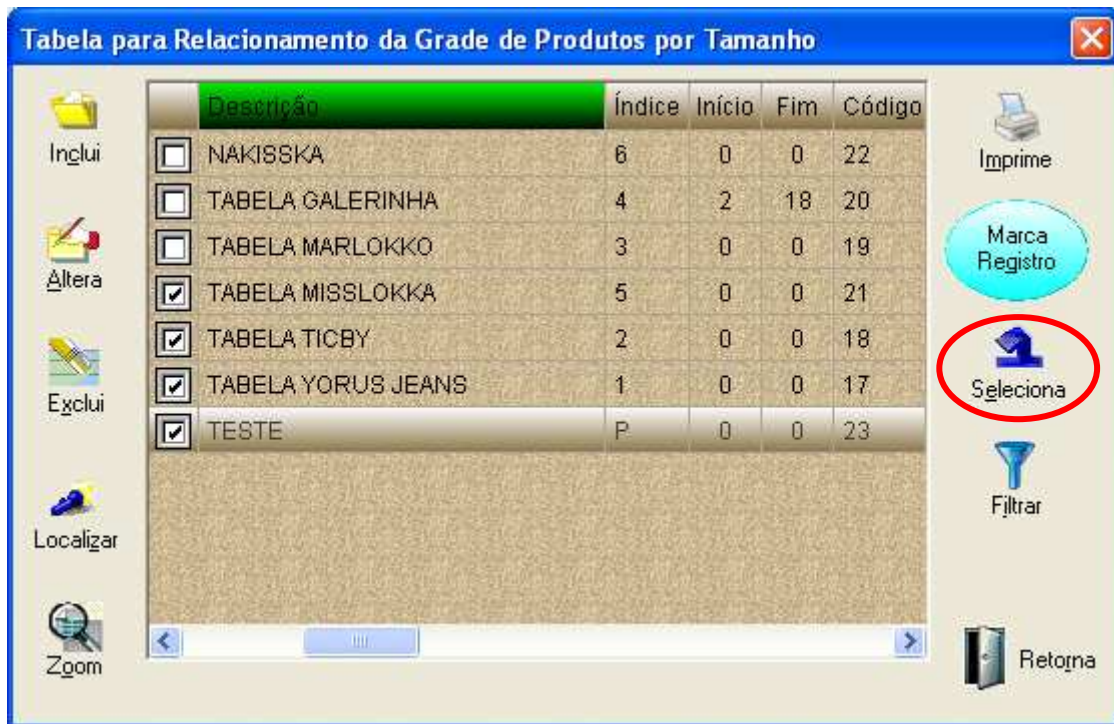 Tabela para Relacionamento da Grade de Produtos por Tamanho
Inclui
Altera
Exclui
Localizar
Zoom
Descrição Índice Início Fim Código
NAKISSKA 6 0 0 22
TABELA GALERINHA 4 2 18 20
TABELA MARLOKKO 3 0 0 19
TABELA MISSLOKKA 5 0 0 21
TABELA TICBY 2 0 0 18
TABELA YORUS JEANS 1 0 0 17
TESTE P 0 0 23
Imprime
Marca
Registro
Seleciona
Filtrar
Retorna